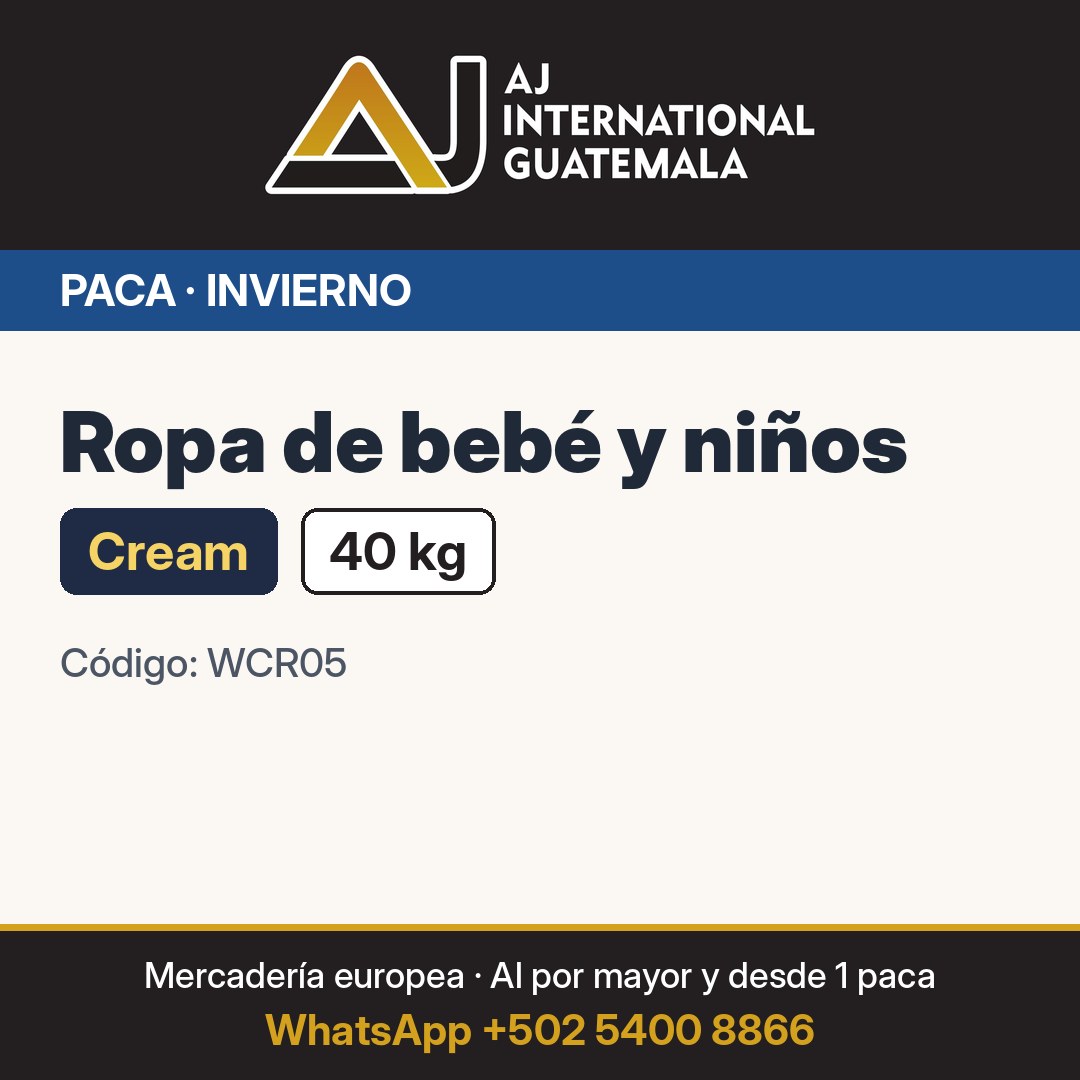 AJ
AJ
INTERNATIONAL
GUATEMALA
PACA · INVIERNO
Ropa de bebé y niños
Cream
40 kg
Código: WCR05
Mercadería europea · Al por mayor y desde 1 paca
WhatsApp +502 5400 8866